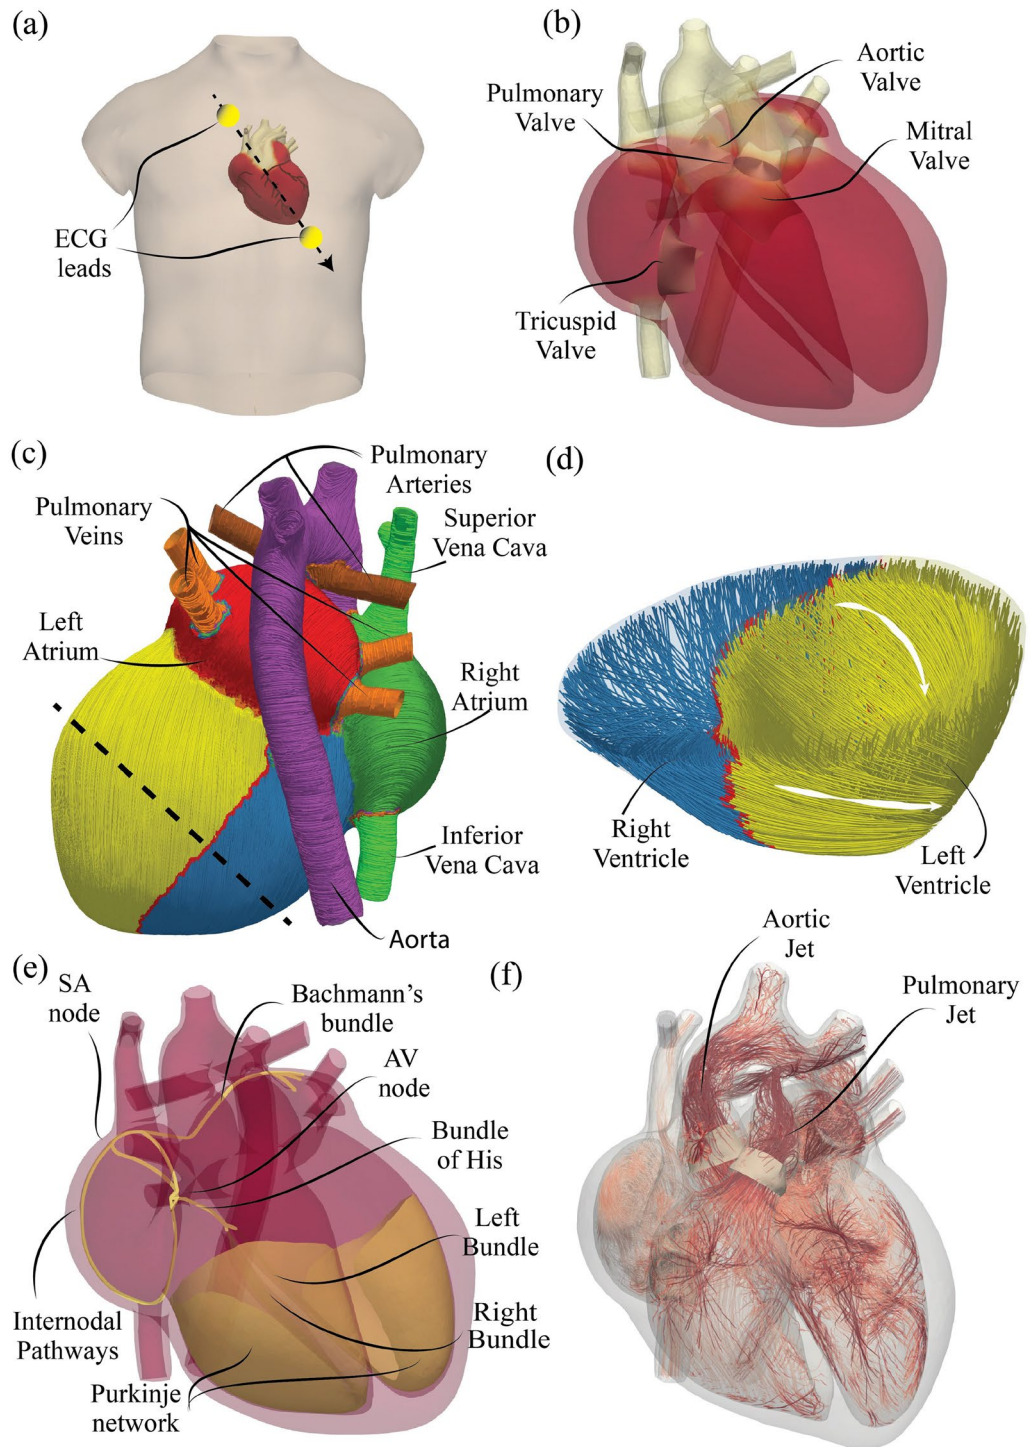 (a)
ECG
leads
(b)
Aortic
Valve
Pulmonary
Valve
Mitral
Valve
Tricuspid
Valve
(c)
Pulmonary
Arteries
Pulmonary
Veins
Superior
Vena Cava
Left
Atrium
Right
Atrium
Inferior
Vena Cava
Aorta
(d)
Right
Ventricle
Left
Ventricle
(e)
SA
node
Bachmann's
bundle
AV
node
Bundle
of His
Left
Bundle
Right
Bundle
Internodal
Pathways
Purkinje
network
(f)
Aortic
Jet
Pulmonary
Jet